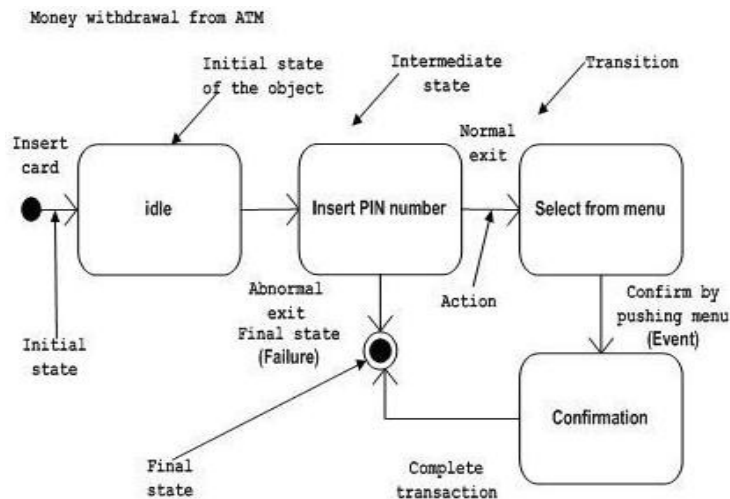 Money withdrawal from ATM
Initial state
of the object
Intermediate
state
Transition
Insert
card
Normal
exit
idle
Insert PIN number
Select from menu
Initial
state
Abnormal
exit
Final state
(Failure)
Action
Confirm by
pushing menu
(Event)
Confirmation
Final
state
Complete
transaction